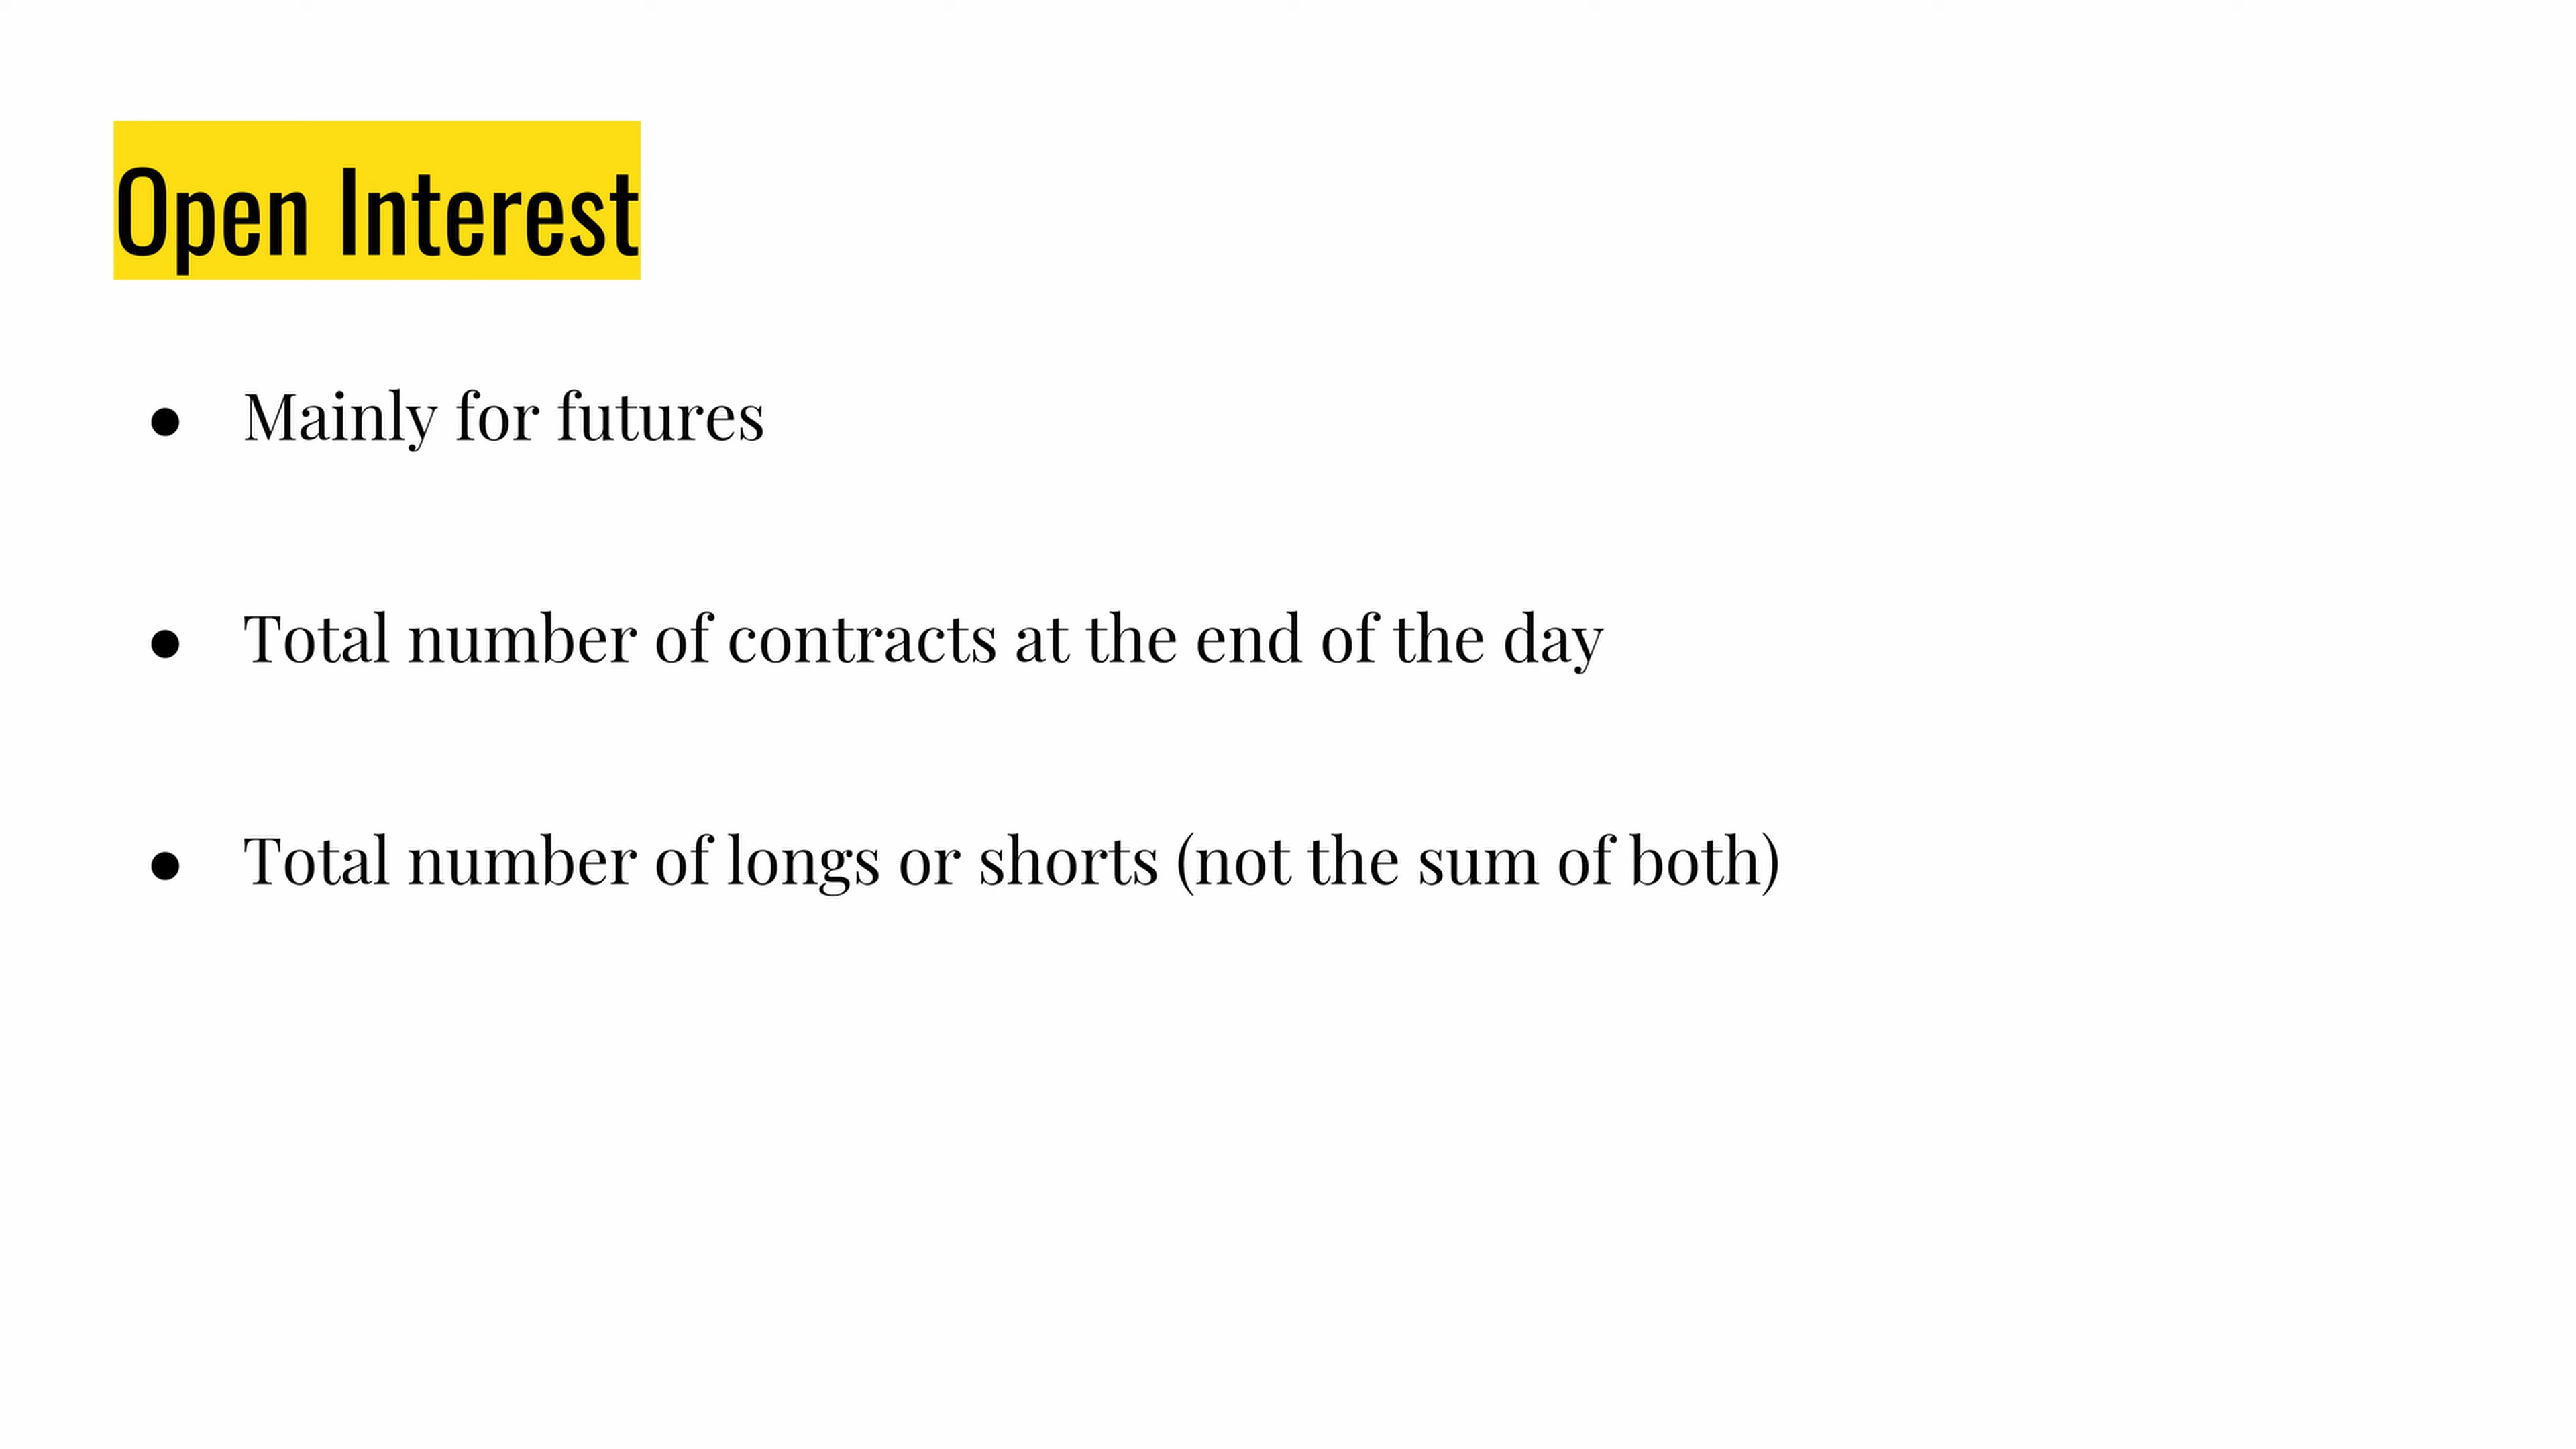 Open Interest
● Mainly for futures
● Total number of contracts at the end of the day
● Total number of longs or shorts (not the sum of both)